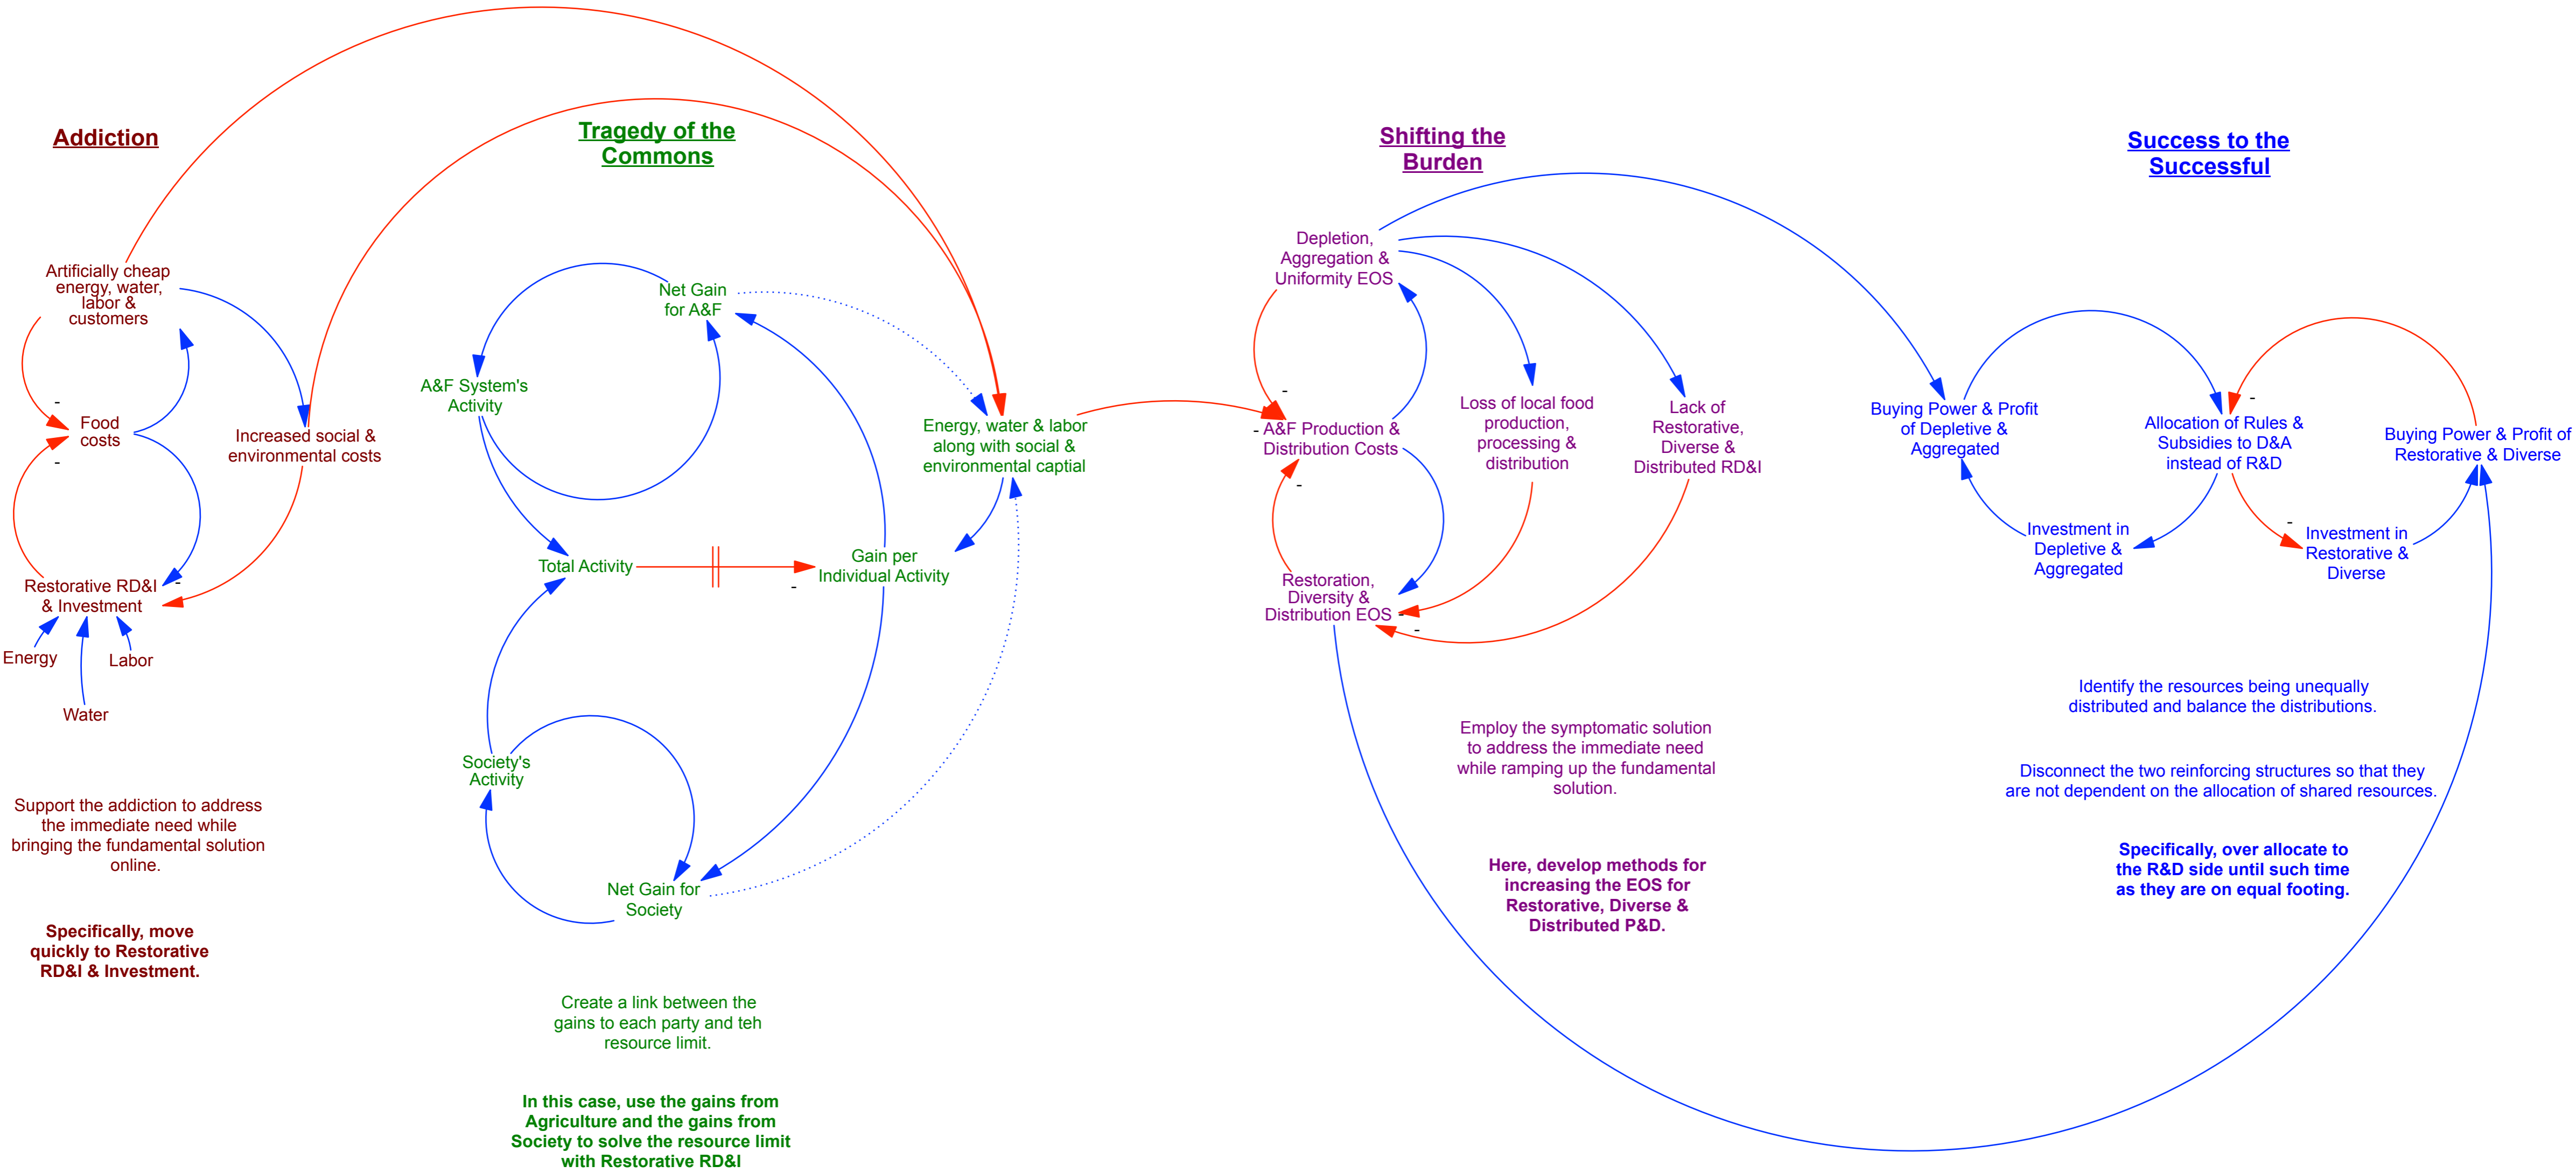 Addiction
Artificially cheap
energy, water,
labor &
customers
-
Food
costs
-
Increased social &
environmental costs
-
Restorative RD&I
& Investment
Energy
Labor
Water
Support the addiction to address
the immediate need while
bringing the fundamental solution
online.
Specifically, move
quickly to Restorative
RD&I & Investment.
Tragedy of the
Commons
Net Gain
for A&F
A&F System's
Activity
Energy, water & labor
along with social &
environmental captial
Total Activity
-
Gain per
Individual Activity
Society's
Activity
Net Gain for
Society
Create a link between the
gains to each party and teh
resource limit.
In this case, use the gains from
Agriculture and the gains from
Society to solve the resource limit
with Restorative RD&I
Shifting the
Burden
Depletion,
Aggregation &
Uniformity EOS
-
-
A&F Production &
Distribution Costs
-
Loss of local food
production,
processing &
distribution
Lack of
Restorative,
Diverse &
Distributed RD&I
Restoration,
Diversity &
Distribution EOS
-
-
Employ the symptomatic solution
to address the immediate need
while ramping up the fundamental
solution.
Here, develop methods for
increasing the EOS for
Restorative, Diverse &
Distributed P&D.
Success to the
Successful
Buying Power & Profit
of Depletive &
Aggregated
-
Allocation of Rules &
Subsidies to D&A
instead of R&D
Buying Power & Profit of
Restorative & Diverse
Investment in
Depletive &
Aggregated
-
Investment in
Restorative &
Diverse
Identify the resources being unequally
distributed and balance the distributions.
Disconnect the two reinforcing structures so that they
are not dependent on the allocation of shared resources.
Specifically, over allocate to
the R&D side until such time
as they are on equal footing.